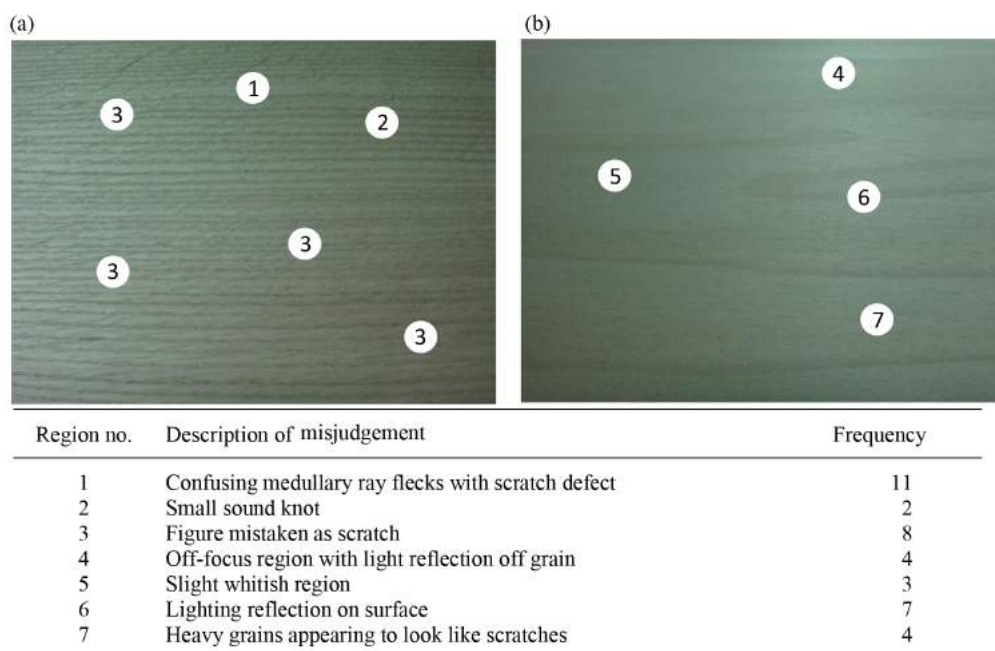 (a) (b)
1
4
3
2
5
6
3
3
7
3
Region no. Description of misjudgement Frequency
1 Confusing medullary ray flecks with scratch defect 11
2 Small sound knot 2
3 Figure mistaken as scratch 8
4 Off-focus region with light reflection off grain 4
5 Slight whitish region 3
6 Lighting reflection on surface 7
7 Heavy grains appearing to look like scratches 4